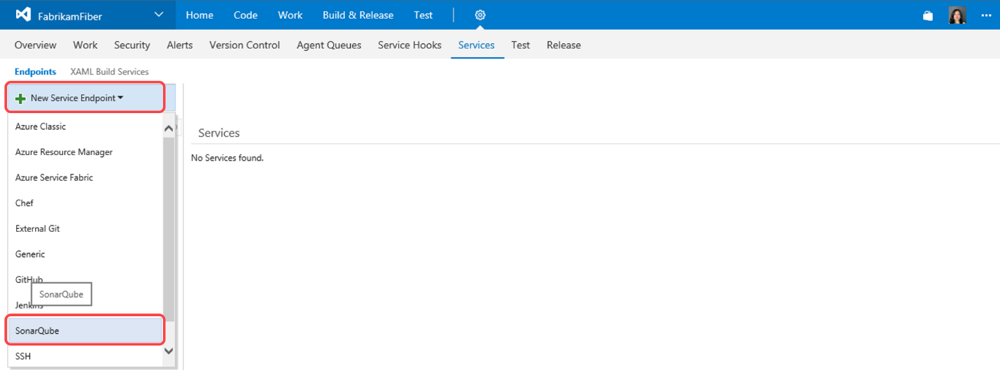 FabrikamFiber Home Code Work Build & Release Test
Overview Work Security Alerts Version Control Agent Queues Service Hooks Services Test Release
Endpoints XAML Build Services
New Service Endpoint
Azure Classic
Azure Resource Manager
Azure Service Fabric
Chef
External Git
Generic
GitHub
SonarQube
Jenkins
SonarQube
SSH
Services
No Services found.